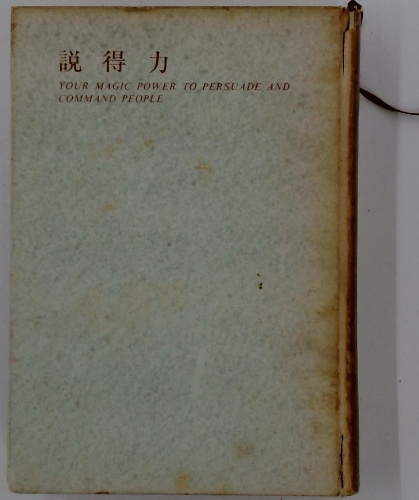 説得力
YOUR MAGIC POWER TO PERSUADE AND
COMMAND PEOPLE